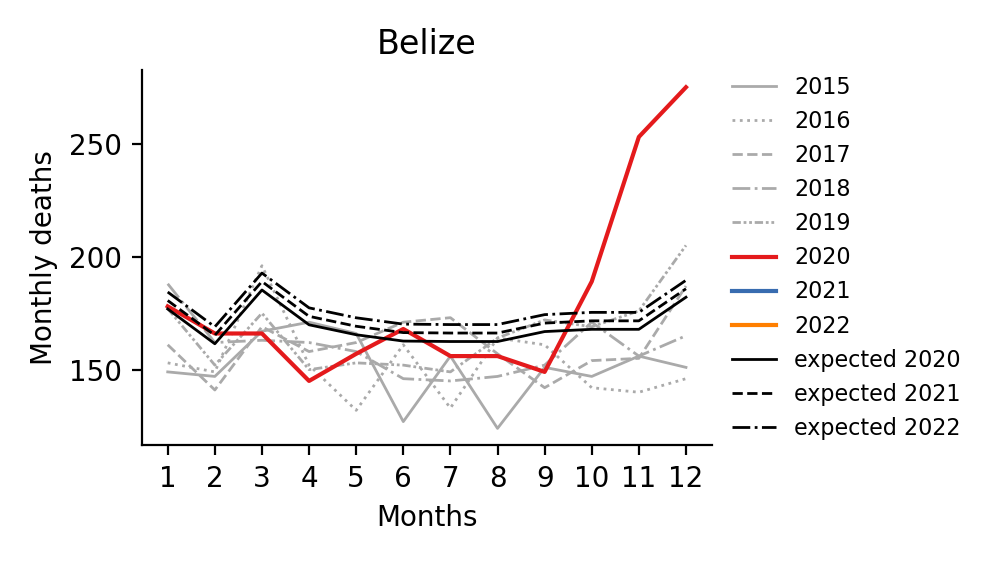 Belize
Monthly deaths
250
200
150
1 2 3 4 5 6 7 8 9 10 11 12
Months
2015
2016
2017
2018
2019
2020
2021
2022
expected 2020
expected 2021
expected 2022